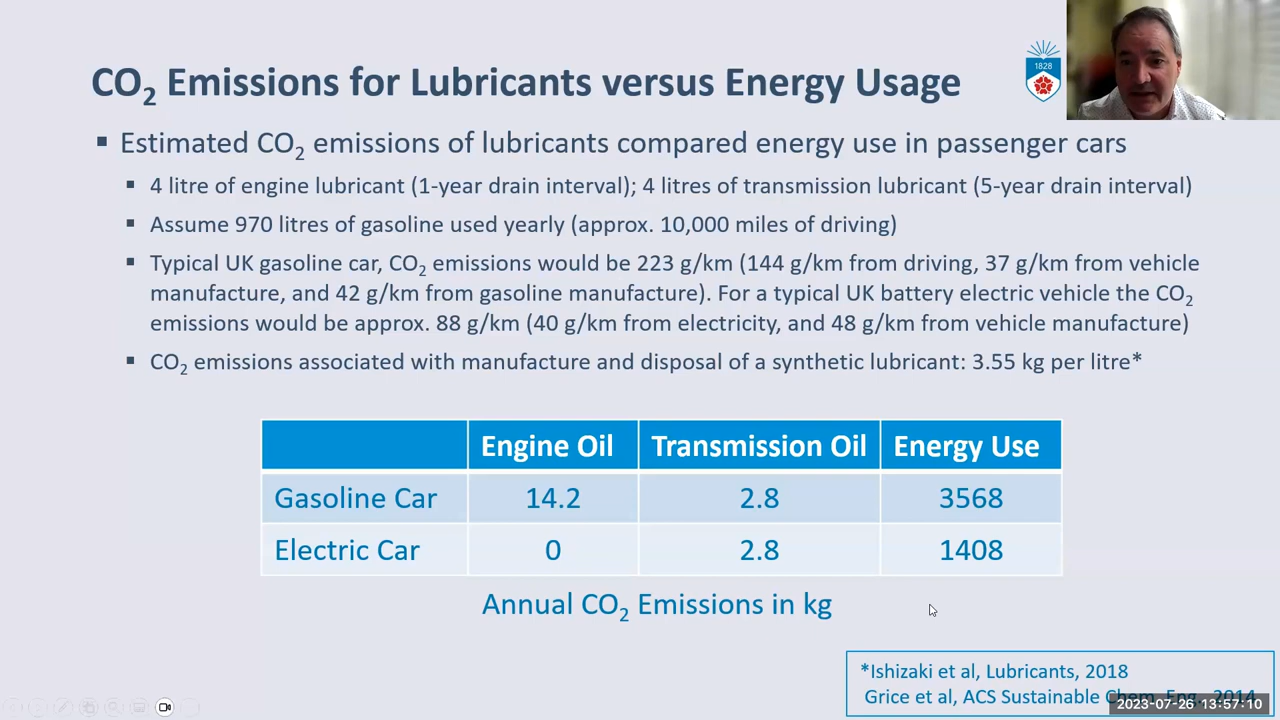 1828
CO₂ Emissions for Lubricants versus Energy Usage
▪ Estimated CO₂ emissions of lubricants compared energy use in passenger cars
▪ 4 litre of engine lubricant (1-year drain interval); 4 litres of transmission lubricant (5-year drain interval)
▪ Assume 970 litres of gasoline used yearly (approx. 10,000 miles of driving)
▪ Typical UK gasoline car, CO₂ emissions would be 223 g/km (144 g/km from driving, 37 g/km from vehicle
manufacture, and 42 g/km from gasoline manufacture). For a typical UK battery electric vehicle the CO₂
emissions would be approx. 88 g/km (40 g/km from electricity, and 48 g/km from vehicle manufacture)
▪ CO₂ emissions associated with manufacture and disposal of a synthetic lubricant: 3.55 kg per litre*
Engine Oil Transmission Oil Energy Use
Gasoline Car 14.2 2.8 3568
Electric Car 0 2.8 1408
Annual CO₂ Emissions in kg
*Ishizaki et al, Lubricants, 2018
Grice et al, ACS Sustainable Chem. Eng., 2014
2023-07-26 13:57:10